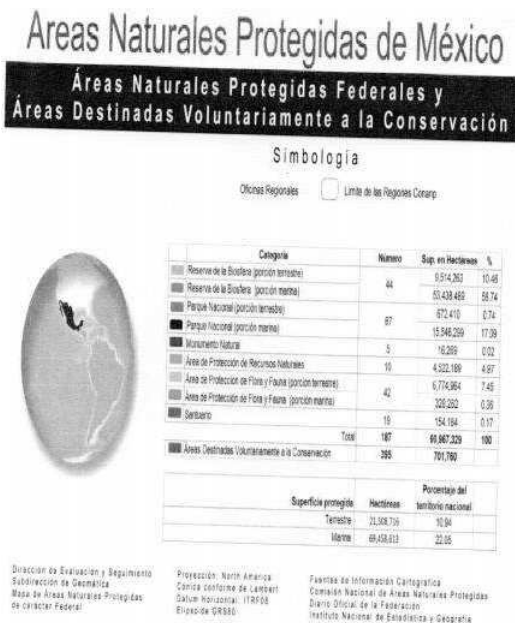 Areas Naturales Protegidas de México
Áreas Naturales Protegidas Federales y
Áreas Destinadas Voluntariamente a la Conservación
Simbología
Oficinas Regionales Limite de las Regiones Conanp
Categoría Número Sup. en Hectáreas %
Reserva de la Biosfera (porción terrestre) 9,514,263 10.46
44
Reserva de la Biosfera (porción marina) 53,438,489 58.74
Parque Nacional (porción terrestre) 672,410 0.74
67
Parque Nacional (porción marina) 15,546,299 17.09
Monumento Natural 5 16,269 0.02
Área de Protección de Recursos Naturales 10 4,522,189 4.97
Área de Protección de Flora y Fauna (porción terrestre) 6,774,964 7.45
42
Área de Protección de Flora y Fauna (porción marina) 328,262 0.36
Santuario 19 154,184 0.17
Total 187 90,967,329 100
Áreas Destinadas Voluntariamente a la Conservación 395 701,760
Superficie protegida Hectáreas Porcentaje del
territorio nacional
Terrestre 21,508,716 10.94
Marina 69,458,613 22.05
Dirección de Evaluación y Seguimiento
Subdirección de Geomática
Mapa de Áreas Naturales Protegidas
de carácter Federal
Proyección: North America
Cónica conforme de Lambert
Datum Horizontal: ITRF08
Elipsoide GRS80
Fuentes de Información Cartográfica
Comisión Nacional de Áreas Naturales Protegidas
Diario Oficial de la Federación
Instituto Nacional de Estadística y Geografía